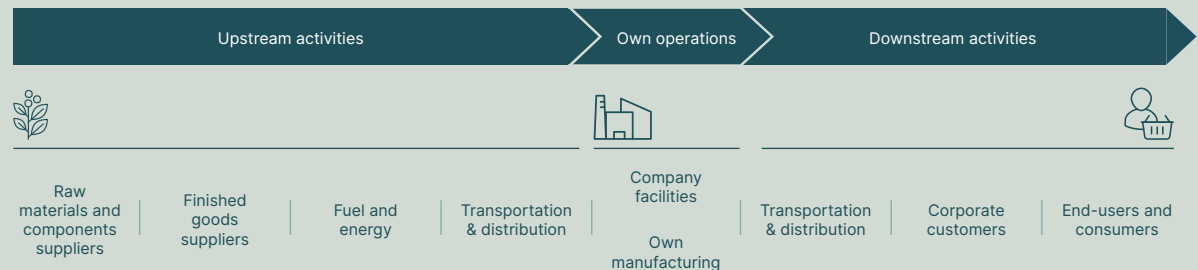 Upstream activities
Own operations
Downstream activities
Raw
materials and
components
suppliers
Finished
goods
suppliers
Fuel and
energy
Transportation
& distribution
Company
facilities
Own
manufacturing
Transportation
& distribution
Corporate
customers
End-users and
consumers